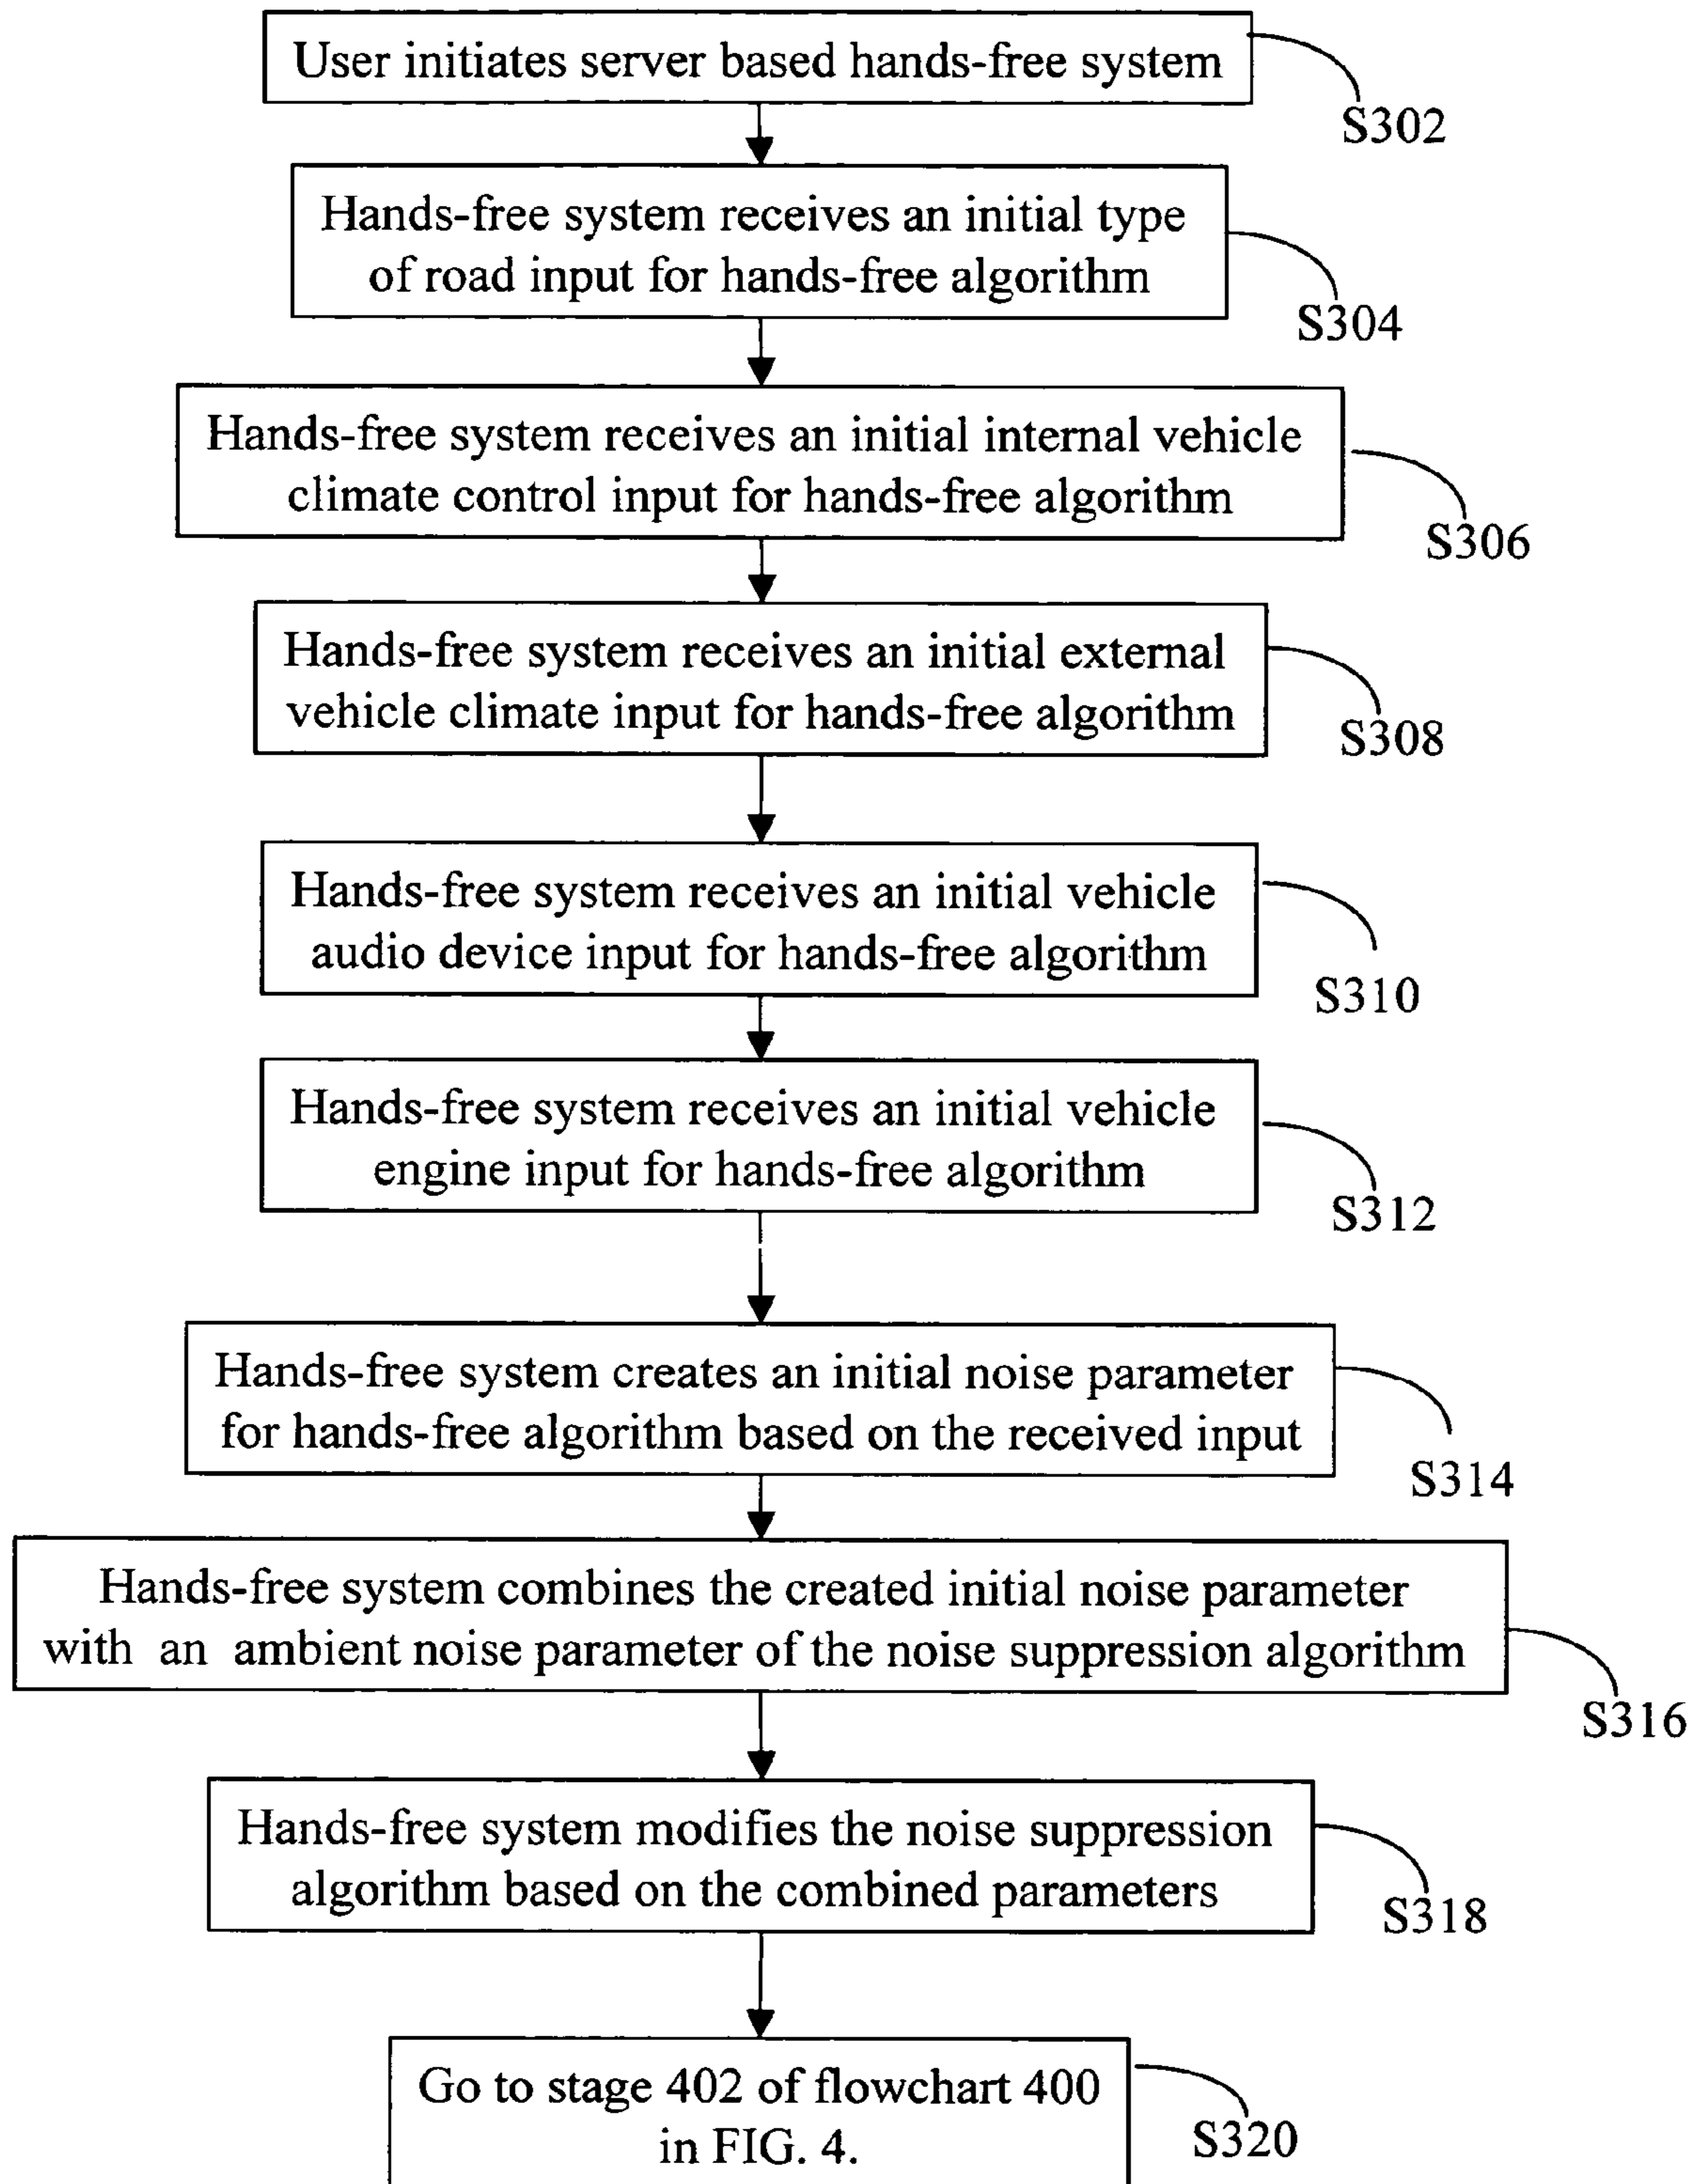 User initiates server based hands-free system
S302
Hands-free system receives an initial type
of road input for hands-free algorithm
S304
Hands-free system receives an initial internal vehicle
climate control input for hands-free algorithm
S306
Hands-free system receives an initial external
vehicle climate input for hands-free algorithm
S308
Hands-free system receives an initial vehicle
audio device input for hands-free algorithm
S310
Hands-free system receives an initial vehicle
engine input for hands-free algorithm
S312
Hands-free system creates an initial noise parameter
for hands-free algorithm based on the received input
S314
Hands-free system combines the created initial noise parameter
with an ambient noise parameter of the noise suppression algorithm
S316
Hands-free system modifies the noise suppression
algorithm based on the combined parameters
S318
Go to stage 402 of flowchart 400
in FIG. 4.
S320